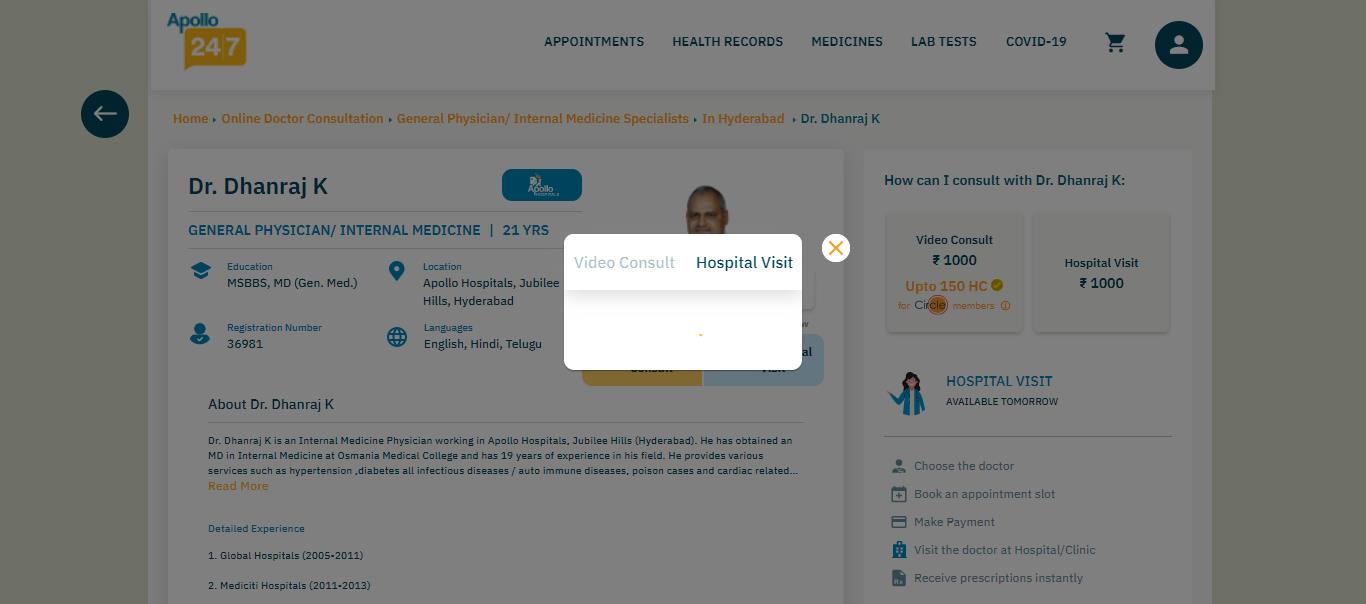 Apollo
24|7
APPOINTMENTS HEALTH RECORDS MEDICINES LAB TESTS COVID-19
Home Online Doctor Consultation General Physician/ Internal Medicine Specialists In Hyderabad Dr. Dhanraj K
Dr. Dhanraj K
Apollo
HOSPITALS
GENERAL PHYSICIAN/ INTERNAL MEDICINE | 21 YRS
Education
MSBBS, MD (Gen. Med.)
Location
Apollo Hospitals, Jubilee
Hills, Hyderabad
Registration Number
36981
Languages
English, Hindi, Telugu
Video Consult Hospital Visit
About Dr. Dhanraj K
Dr. Dhanraj K is an Internal Medicine Physician working in Apollo Hospitals, Jubilee Hills (Hyderabad). He has obtained an
MD in Internal Medicine at Osmania Medical College and has 19 years of experience in his field. He provides various
services such as hypertension ,diabetes all infectious diseases / auto immune diseases, poison cases and cardiac related...
Read More
Detailed Experience
1. Global Hospitals (2005-2011)
2. Mediciti Hospitals (2011-2013)
How can I consult with Dr. Dhanraj K:
Video Consult
₹ 1000
Upto 150 HC
for Circle members
Hospital Visit
₹ 1000
HOSPITAL VISIT
AVAILABLE TOMORROW
Choose the doctor
Book an appointment slot
Make Payment
Visit the doctor at Hospital/Clinic
Receive prescriptions instantly